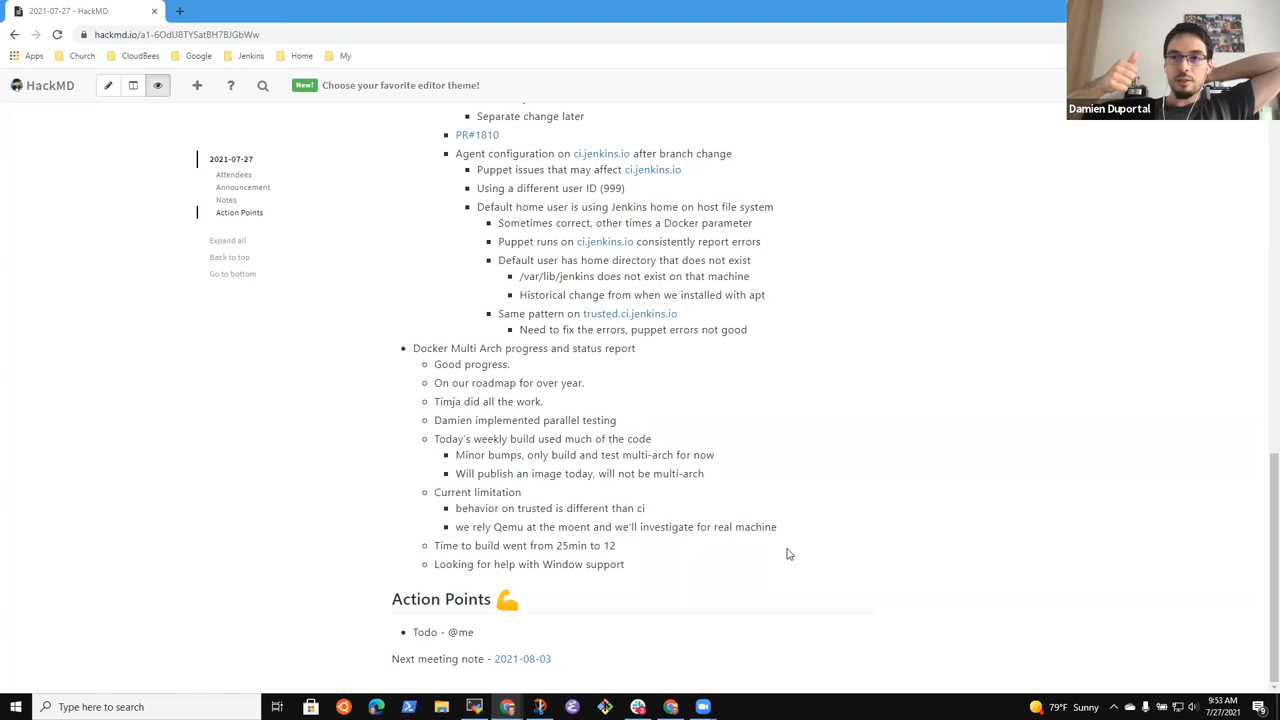 2021-07-27 - HackMD
hackmd.io/a1-6OdU8TYSatBH7BJGbWw
Apps Church CloudBees Google Jenkins Home My
HackMD New! Choose your favorite editor theme!
Damien Duportal
2021-07-27
Attendees
Announcement
Notes
Action Points
Expand all
Back to top
Go to bottom
Separate change later
PR#1810
Agent configuration on ci.jenkins.io after branch change
Puppet issues that may affect ci.jenkins.io
Using a different user ID (999)
Default home user is using Jenkins home on host file system
Sometimes correct, other times a Docker parameter
Puppet runs on ci.jenkins.io consistently report errors
Default user has home directory that does not exist
/var/lib/jenkins does not exist on that machine
Historical change from when we installed with apt
Same pattern on trusted.ci.jenkins.io
Need to fix the errors, puppet errors not good
Docker Multi Arch progress and status report
Good progress.
On our roadmap for over year.
Timja did all the work.
Damien implemented parallel testing
Today's weekly build used much of the code
Minor bumps, only build and test multi-arch for now
Will publish an image today, will not be multi-arch
Current limitation
behavior on trusted is different than ci
we rely Qemu at the moent and we'll investigate for real machine
Time to build went from 25min to 12
Looking for help with Window support
Action Points 💪
Todo - @me
Next meeting note - 2021-08-03
Type here to search
79°F Sunny
9:53 AM
7/27/2021